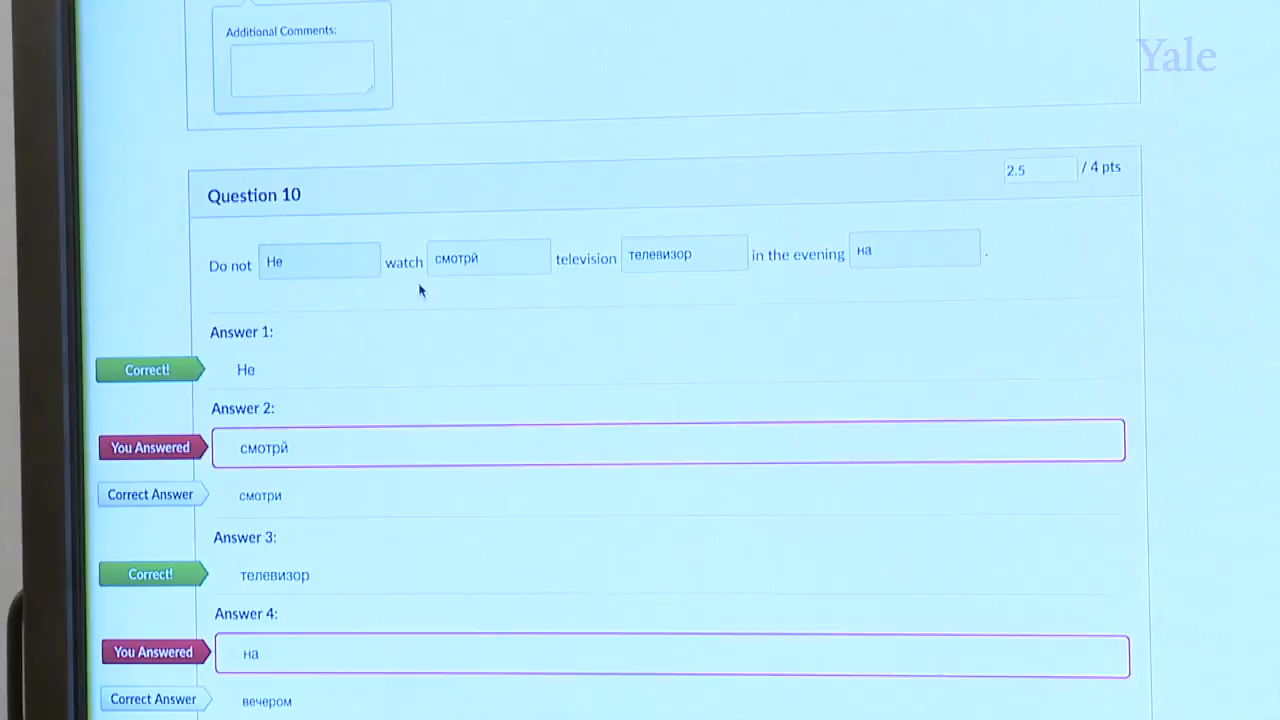 Additional Comments:
Yale
Question 10
2.5 / 4 pts
Do not Не watch смотрй television телевизор in the evening на .
Answer 1:
Correct! Не
Answer 2:
You Answered смотрй
Correct Answer смотри
Answer 3:
Correct! телевизор
Answer 4:
You Answered на
Correct Answer вечером